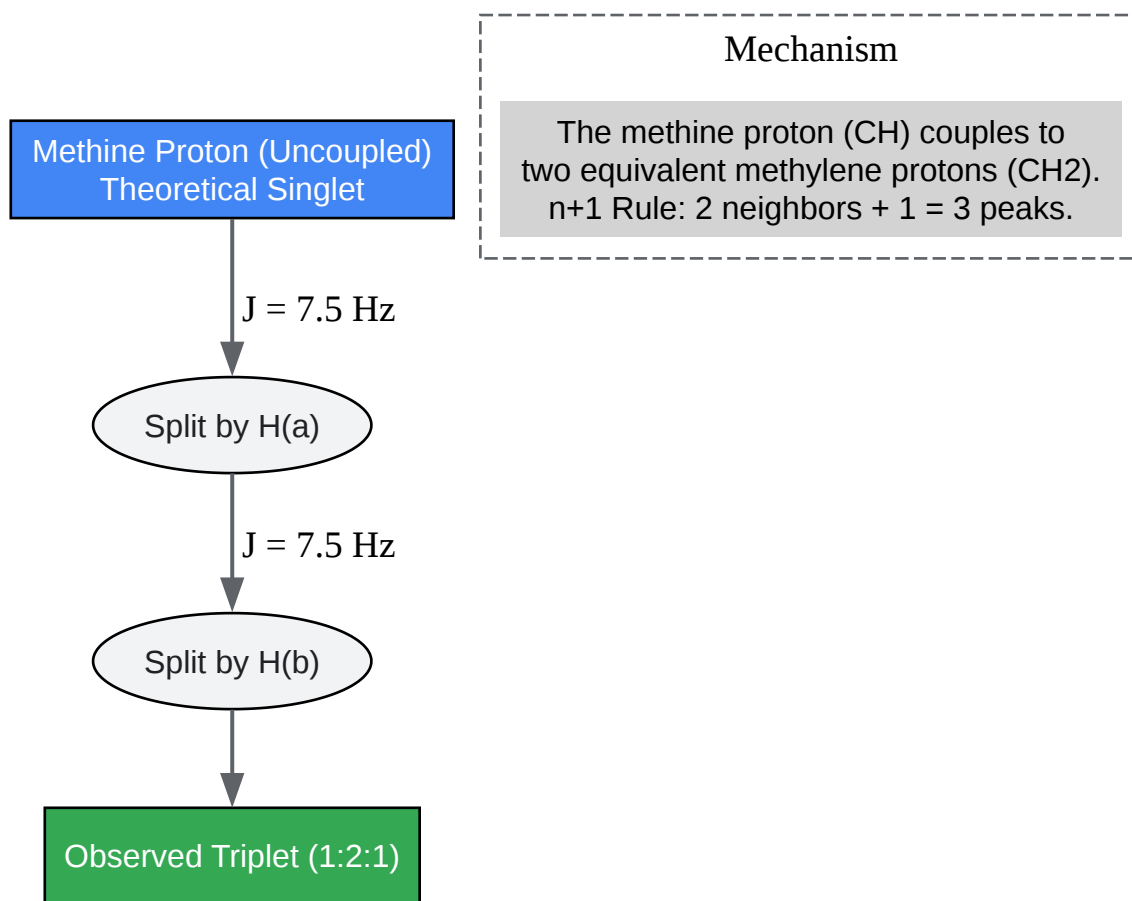 Mechanism
The methine proton (CH) couples to
two equivalent methylene protons (CH2).
n+1 Rule: 2 neighbors + 1 = 3 peaks.
Methine Proton (Uncoupled)
Theoretical Singlet
J = 7.5 Hz
Split by H(a)
J = 7.5 Hz
Split by H(b)
Observed Triplet (1:2:1)